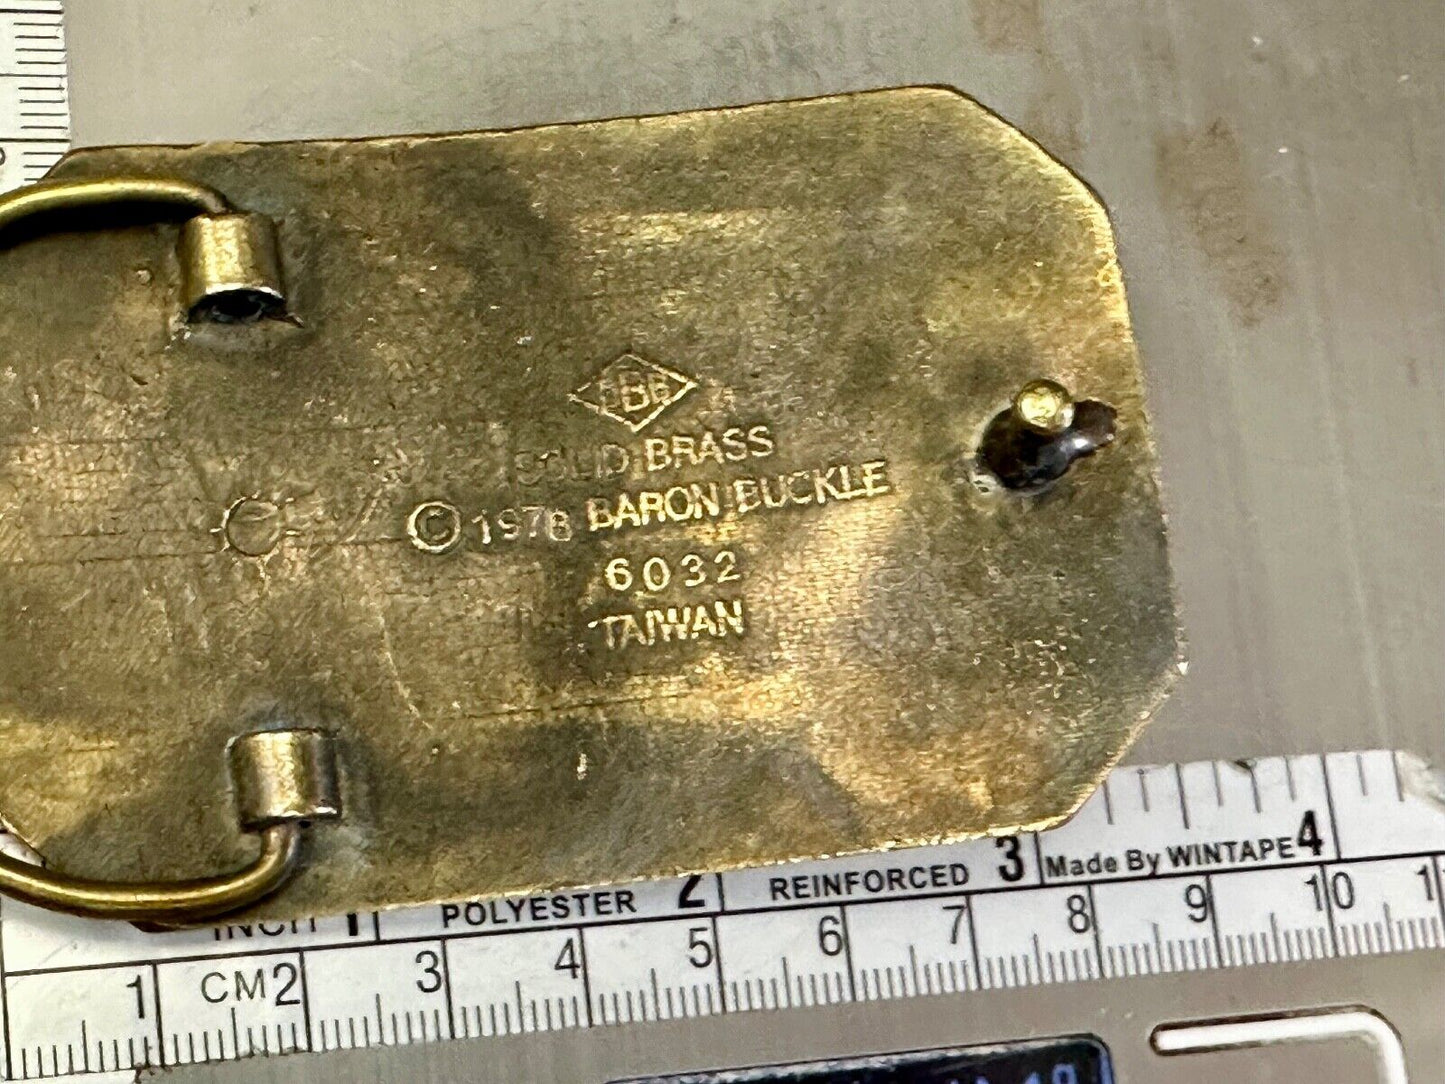 BBB
SOLID BRASS
© 1978 BARON BUCKLE
6032
TAIWAN
INCH 1 POLYESTER 2 REINFORCED 3 Made By WINTAPE 4
1 CM 2 3 4 5 6 7 8 9 10